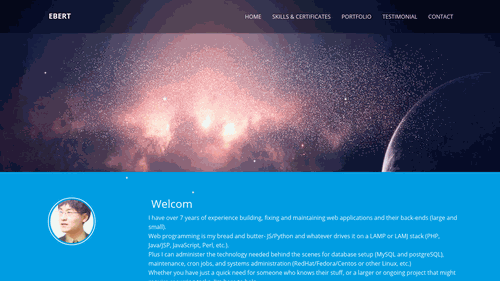 EBERT
HOME SKILLS & CERTIFICATES PORTFOLIO TESTIMONIAL CONTACT
Welcom
I have over 7 years of experience building, fixing and maintaining web applications and their back-ends (large and
small).
Web programming is my bread and butter- JS/Python and whatever drives it on a LAMP or LAMJ stack (PHP,
Java/JSP, JavaScript, Perl, etc.).
Plus I can administer the technology needed behind the scenes for database setup (MySQL and postgreSQL),
maintenance, cron jobs, and systems administration (RedHat/Fedora/Centos or other Linux, etc.)
Whether you have just a quick need for someone who knows their stuff, or a larger or ongoing project that might